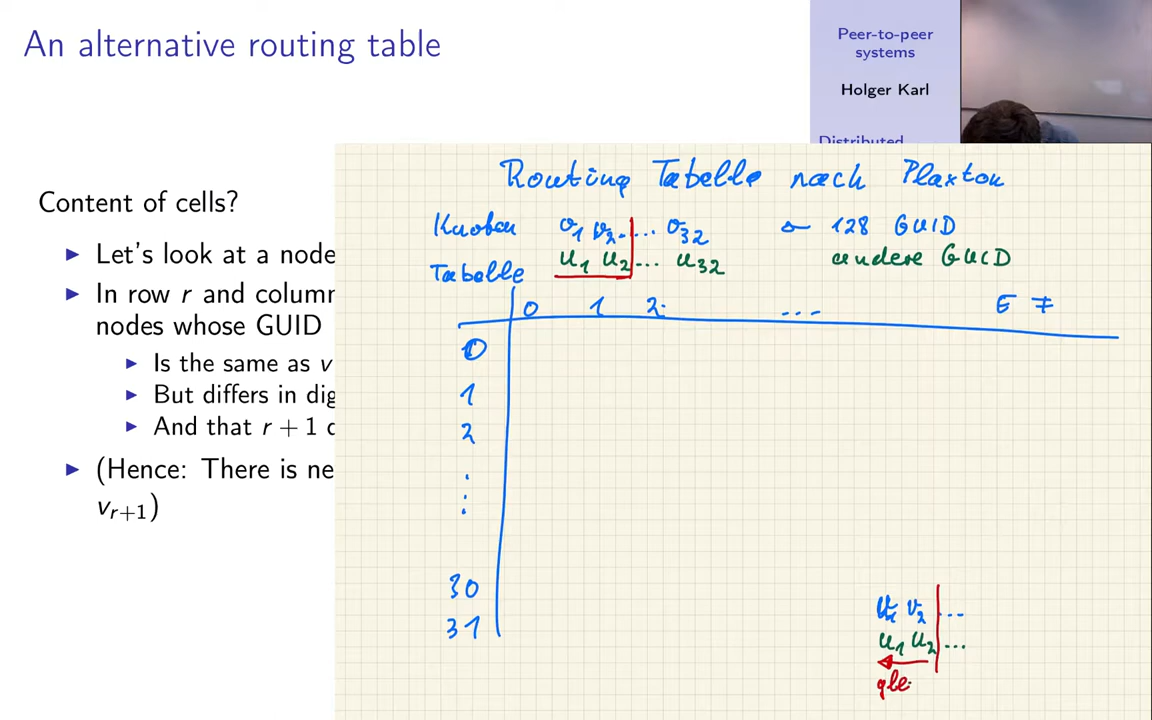 An alternative routing table
Peer-to-peer
systems
Holger Karl
Distributed
Content of cells?
Let's look at a node
In row r and column
nodes whose GUID
Is the same as v
But differs in dig
And that r + 1
(Hence: There is ne
v_{r+1})
Routing Tabelle nach Plaxton
Knoten v1 v2 ... v32 128 GUID
Tabelle u1 u2 ... u32 andere GUID
0 1 2 ... E F
0
1
2
⋮
30
31
v1 v2 ...
u1 u2 ...
gle